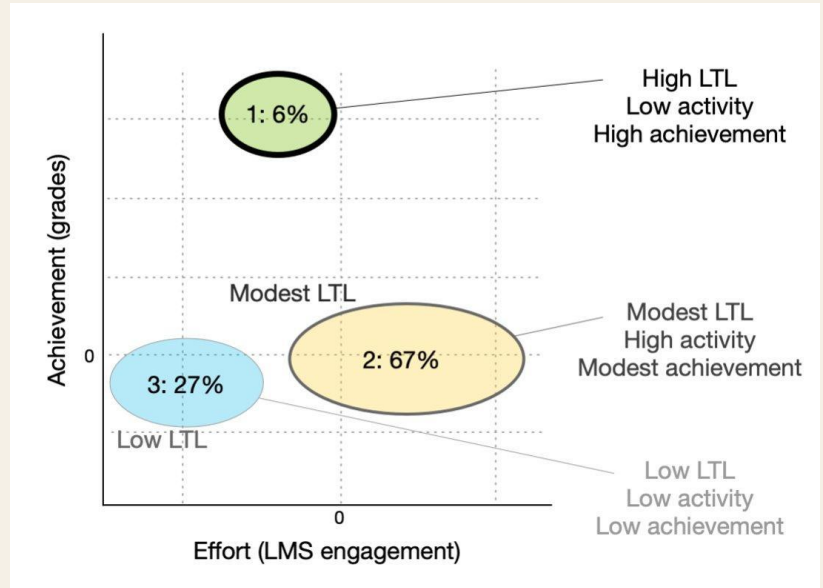 High LTL
Low activity
High achievement
1: 6%
Achievement (grades)
Modest LTL
Modest LTL
High activity
Modest achievement
0
2: 67%
3: 27%
Low LTL
Low LTL
Low activity
Low achievement
0
Effort (LMS engagement)